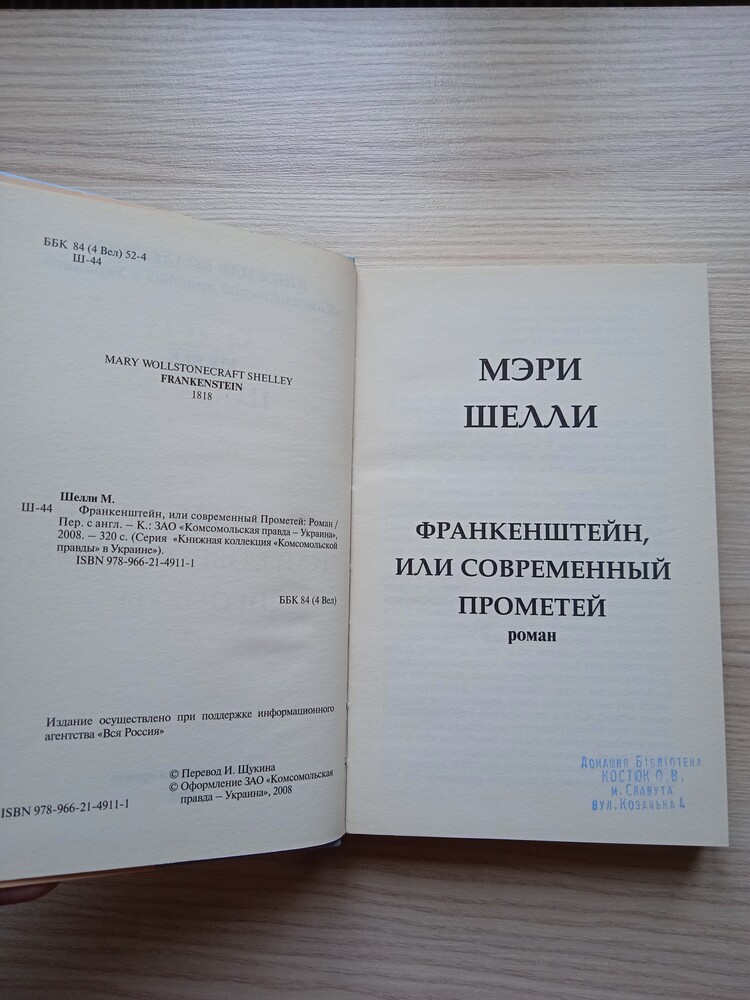 ББК 84 (4 Вел) 52-4
Ш-44
MARY WOLLSTONECRAFT SHELLEY
FRANKENSTEIN
1818
Шелли М.
Ш-44 Франкенштейн, или современный Прометей: Роман /
Пер. с англ. – К.: ЗАО «Комсомольская правда – Украина»,
2008. – 320 с. (Серия «Книжная коллекция «Комсомольской
правды» в Украине»).
ISBN 978-966-21-4911-1
ББК 84 (4 Вел)
Издание осуществлено при поддержке информационного
агентства «Вся Россия»
© Перевод И. Щукина
© Оформление ЗАО «Комсомольская
правда – Украина», 2008
ISBN 978-966-21-4911-1
МЭРИ
ШЕЛЛИ
ФРАНКЕНШТЕЙН,
ИЛИ СОВРЕМЕННЫЙ
ПРОМЕТЕЙ
роман
Домашня Бібліотека
КОСТЮК О.В.
м. Славута
вул. Козацька 4